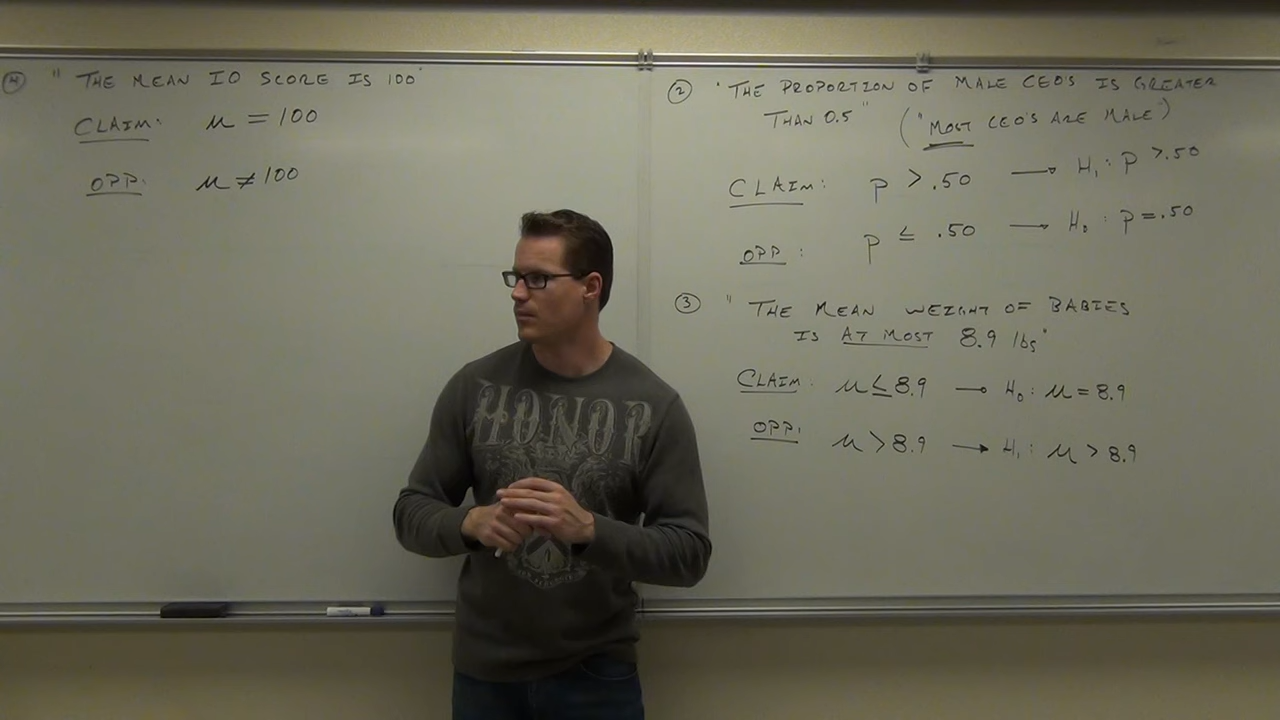 ④ "THE MEAN IQ SCORE IS 100"
CLAIM: μ = 100
OPP: μ ≠ 100
② "THE PROPORTION OF MALE CEO'S IS GREATER
THAN 0.5" ("MOST CEO'S ARE MALE")
CLAIM: p > .50 → H₁: p > .50
OPP: p ≤ .50 → H₀: p = .50
③ "THE MEAN WEIGHT OF BABIES
IS AT MOST 8.9 lbs"
CLAIM: μ ≤ 8.9 → H₀: μ = 8.9
OPP: μ > 8.9 → H₁: μ > 8.9
HONOR